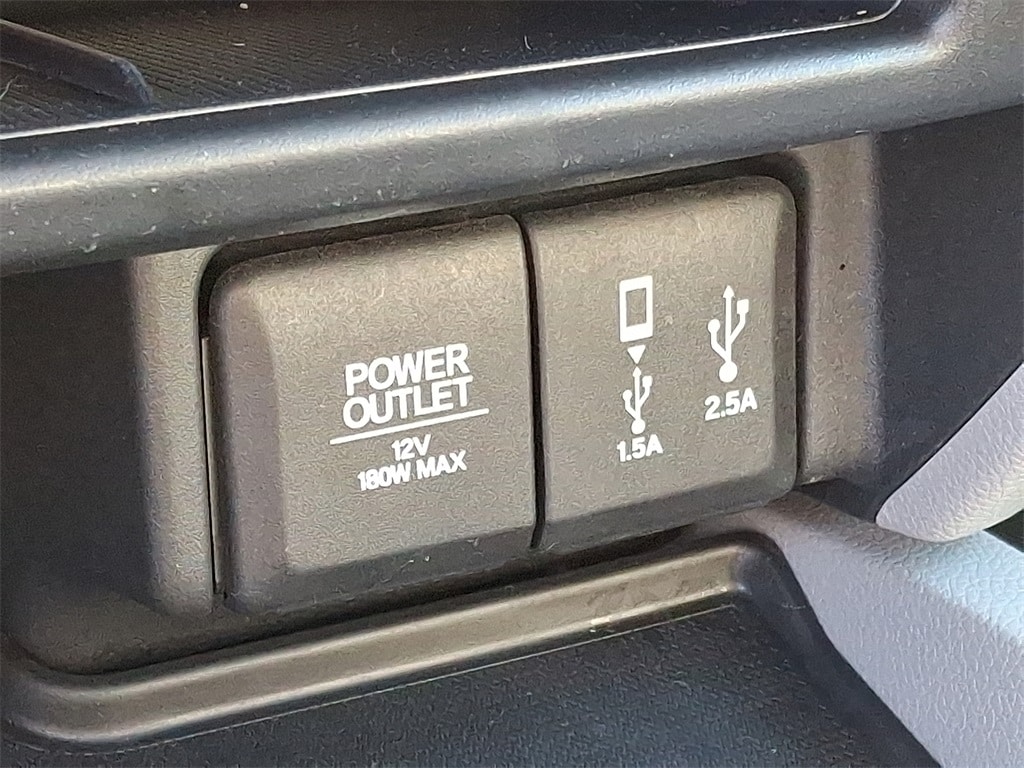 POWER
OUTLET
12V
180W MAX
1.5A
2.5A